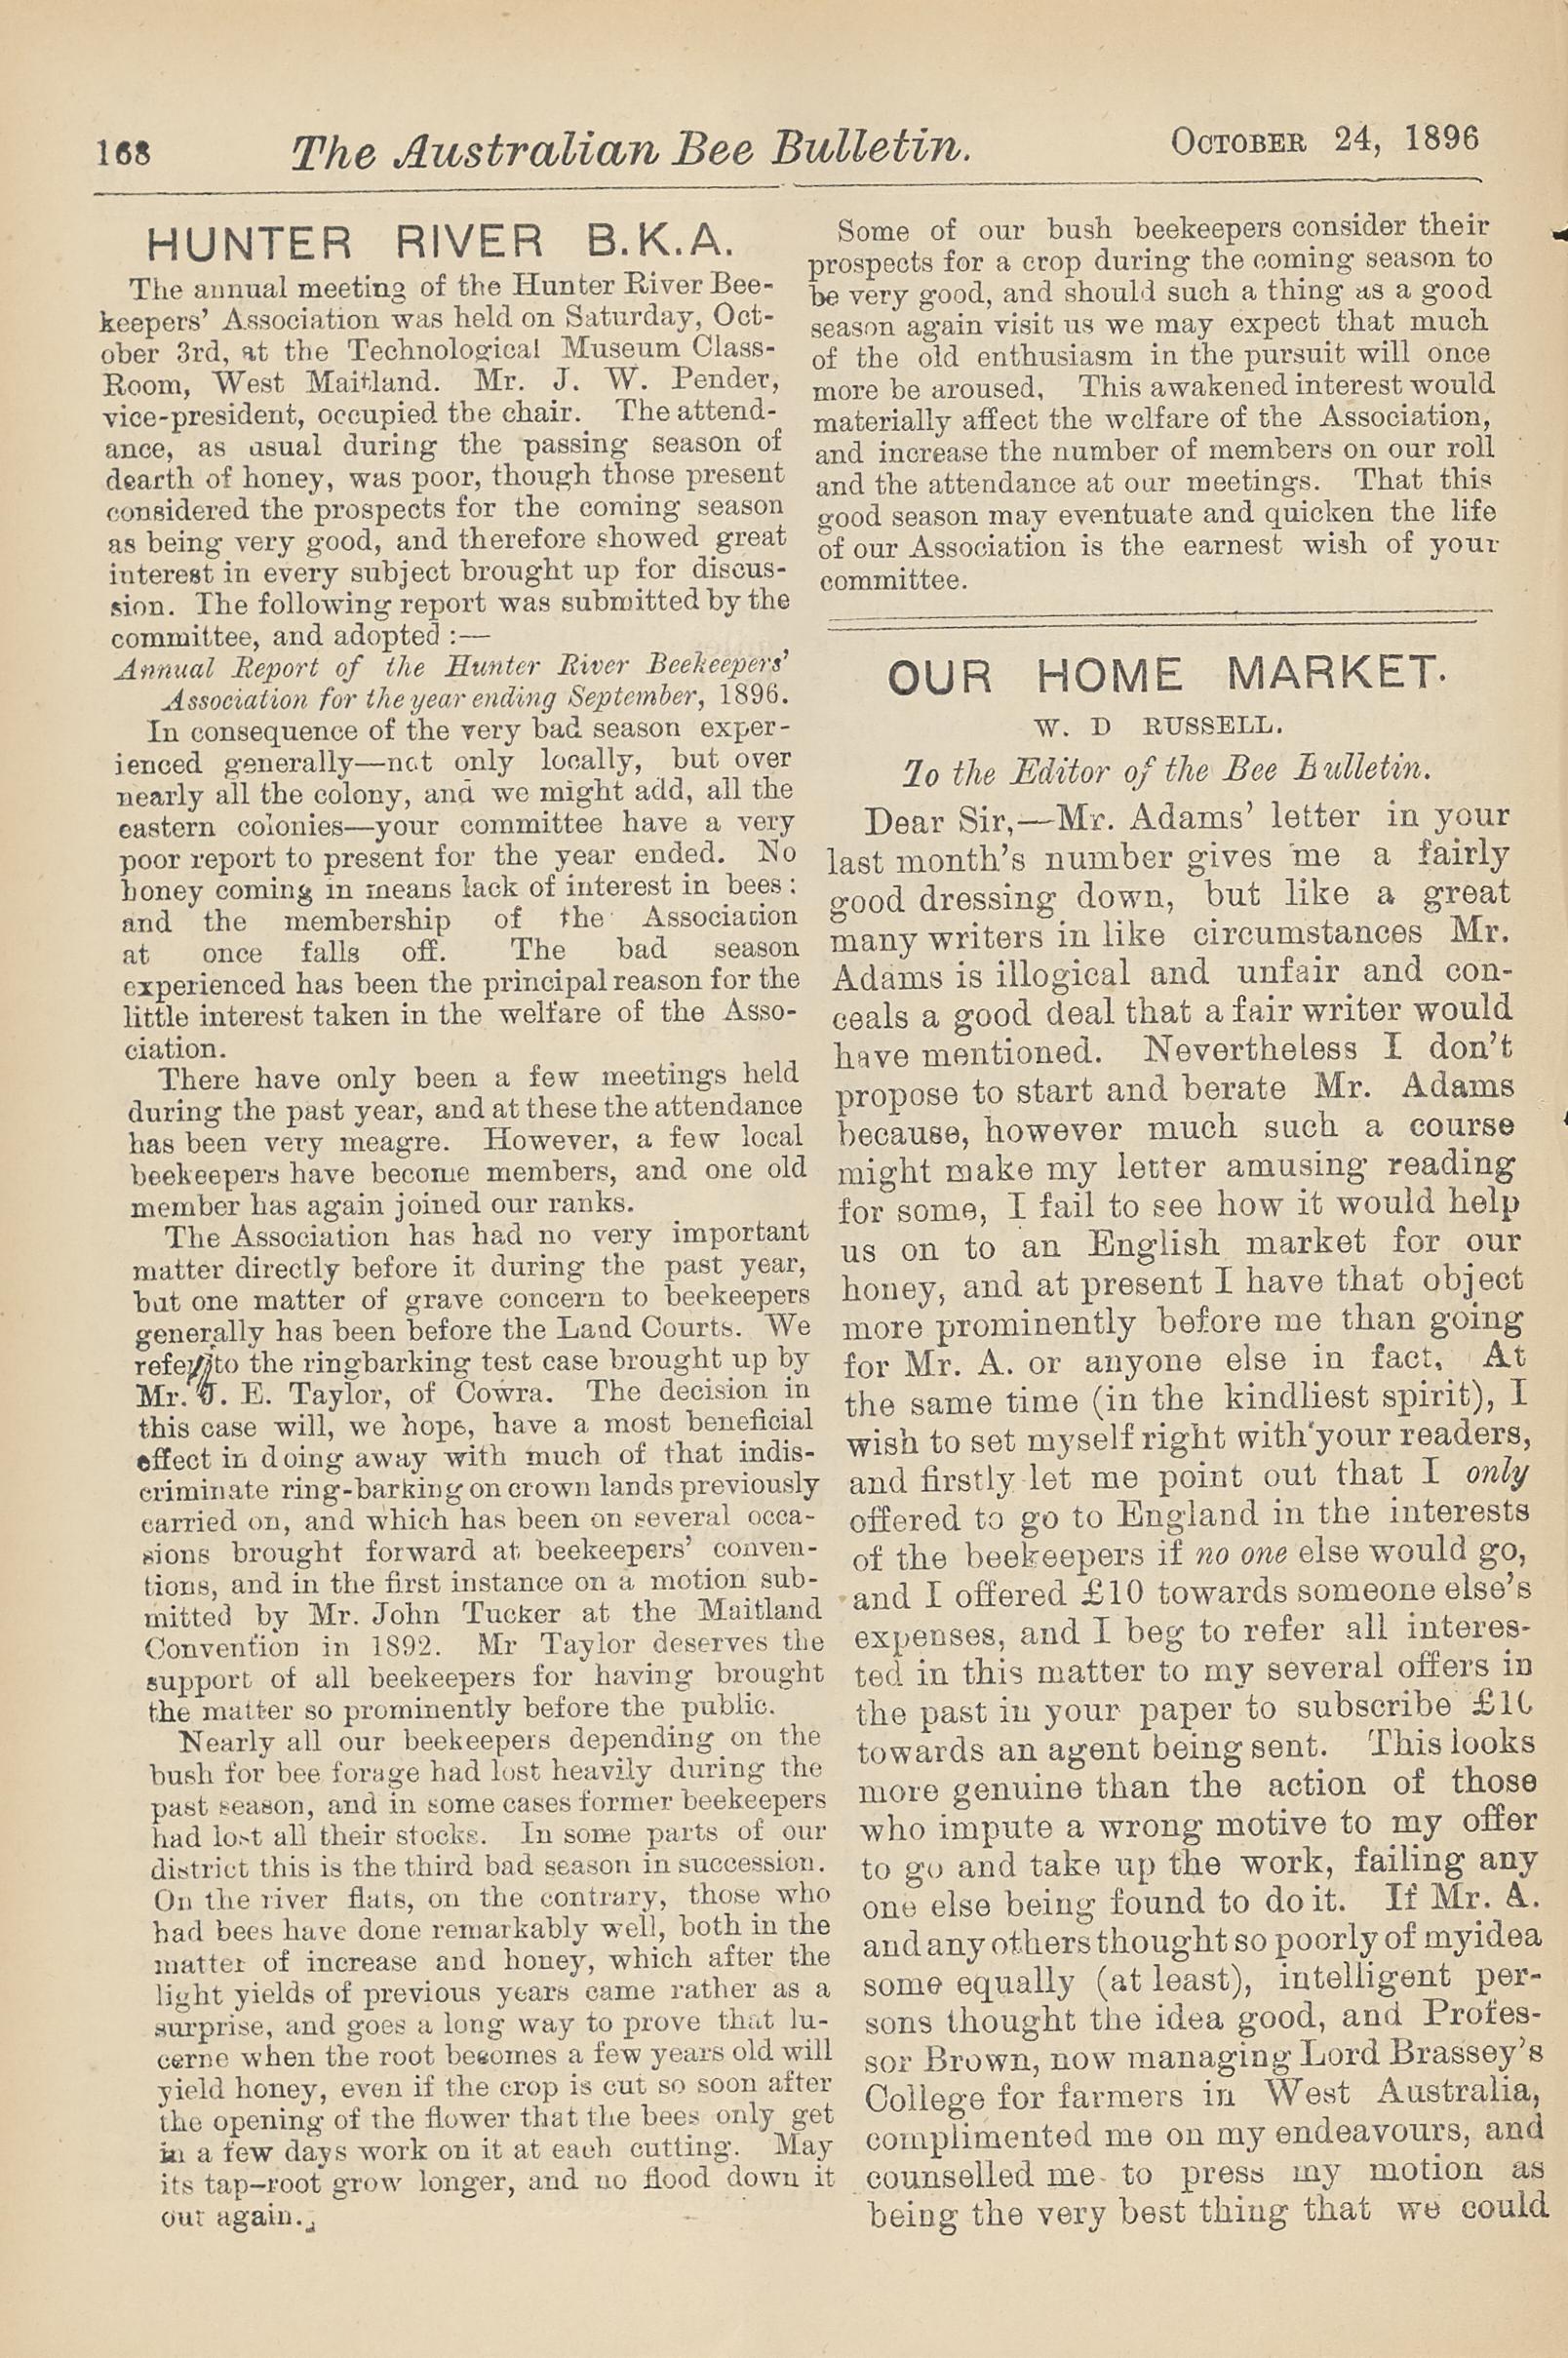 168 The Australian Bee Bulletin. OCTOBER 24, 1896
HUNTER RIVER B.K.A.
The annual meeting of the Hunter River Bee-
keepers' Association was held on Saturday, Oct-
ober 3rd, at the Technological Museum Class-
Room, West Maitland. Mr. J. W. Pender,
vice-president, occupied the chair. The attend-
ance, as usual during the passing season of
dearth of honey, was poor, though those present
considered the prospects for the coming season
as being very good, and therefore showed great
interest in every subject brought up for discus-
sion. The following report was submitted by the
committee, and adopted :—
Annual Report of the Hunter River Beekeepers'
Association for the year ending September, 1896.
In consequence of the very bad season exper-
ienced generally—not only locally, but over
nearly all the colony, and we might add, all the
eastern colonies—your committee have a very
poor report to present for the year ended. No
honey coming in means lack of interest in bees :
and the membership of the Association
at once falls off. The bad season
experienced has been the principal reason for the
little interest taken in the welfare of the Asso-
ciation.
There have only been a few meetings held
during the past year, and at these the attendance
has been very meagre. However, a few local
beekeepers have become members, and one old
member has again joined our ranks.
The Association has had no very important
matter directly before it during the past year,
but one matter of grave concern to beekeepers
generally has been before the Land Courts. We
refer to the ringbarking test case brought up by
Mr. J. E. Taylor, of Cowra. The decision in
this case will, we hope, have a most beneficial
effect in doing away with much of that indis-
criminate ring-barking on crown lands previously
carried on, and which has been on several occa-
sions brought forward at beekeepers' conven-
tions, and in the first instance on a motion sub-
mitted by Mr. John Tucker at the Maitland
Convention in 1892. Mr Taylor deserves the
support of all beekeepers for having brought
the matter so prominently before the public.
Nearly all our beekeepers depending on the
bush for bee forage had lost heavily during the
past season, and in some cases former beekeepers
had lost all their stocks. In some parts of our
district this is the third bad season in succession.
On the river flats, on the contrary, those who
had bees have done remarkably well, both in the
matter of increase and honey, which after the
light yields of previous years came rather as a
surprise, and goes a long way to prove that lu-
cerne when the root becomes a few years old will
yield honey, even if the crop is cut so soon after
the opening of the flower that the bees only get
in a few days work on it at each cutting. May
its tap-root grow longer, and no flood down it
out again.
Some of our bush beekeepers consider their
prospects for a crop during the coming season to
be very good, and should such a thing as a good
season again visit us we may expect that much
of the old enthusiasm in the pursuit will once
more be aroused, This awakened interest would
materially affect the welfare of the Association,
and increase the number of members on our roll
and the attendance at our meetings. That this
good season may eventuate and quicken the life
of our Association is the earnest wish of your
committee.
OUR HOME MARKET.
W. D RUSSELL.
To the Editor of the Bee Bulletin.
Dear Sir,—Mr. Adams' letter in your
last month's number gives me a fairly
good dressing down, but like a great
many writers in like circumstances Mr.
Adams is illogical and unfair and con-
ceals a good deal that a fair writer would
have mentioned. Nevertheless I don't
propose to start and berate Mr. Adams
because, however much such a course
might make my letter amusing reading
for some, I fail to see how it would help
us on to an English market for our
honey, and at present I have that object
more prominently before me than going
for Mr. A. or anyone else in fact, At
the same time (in the kindliest spirit), I
wish to set myself right with your readers,
and firstly let me point out that I only
offered to go to England in the interests
of the beekeepers if no one else would go,
and I offered £10 towards someone else's
expenses, and I beg to refer all interes-
ted in this matter to my several offers in
the past in your paper to subscribe £10
towards an agent being sent. This looks
more genuine than the action of those
who impute a wrong motive to my offer
to go and take up the work, failing any
one else being found to do it. If Mr. A.
and any others thought so poorly of my idea
some equally (at least), intelligent per-
sons thought the idea good, and Profes-
sor Brown, now managing Lord Brassey's
College for farmers in West Australia,
complimented me on my endeavours, and
counselled me to press my motion as
being the very best thing that we could